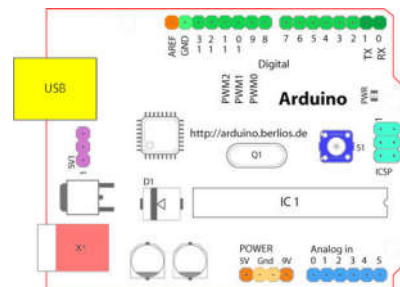 AREF
GND
13
12
11
10
9
8
7
6
5
4
3
2
1 TX
0 RX
Digital
PWM2
PWM1
PWM0
Arduino
PWR
USB
http://arduino.berlios.de
Q1
S1
1
ICSP
SV1
1
D1
IC 1
X1
POWER
5V Gnd 9V
Analog in
0 1 2 3 4 5